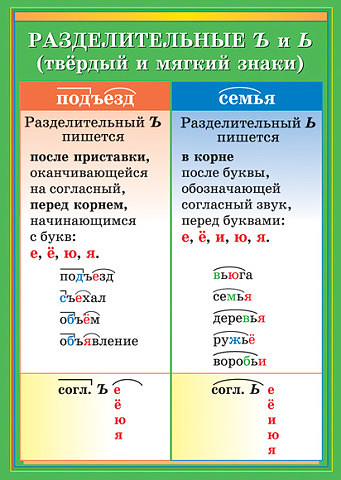 РАЗДЕЛИТЕЛЬНЫЕ Ъ и Ь
(твёрдый и мягкий знаки)
подъезд
Разделительный Ъ
пишется
после приставки,
оканчивающейся
на согласный,
перед корнем,
начинающимся
с букв:
е, ё, ю, я.
подъезд
съехал
объём
объявление
согл. Ъ е
ё
ю
я
семья
Разделительный Ь
пишется
в корне
после буквы,
обозначающей
согласный звук,
перед буквами:
е, ё, и, ю, я.
вьюга
семья
деревья
ружьё
воробьи
согл. Ь е
ё
и
ю
я